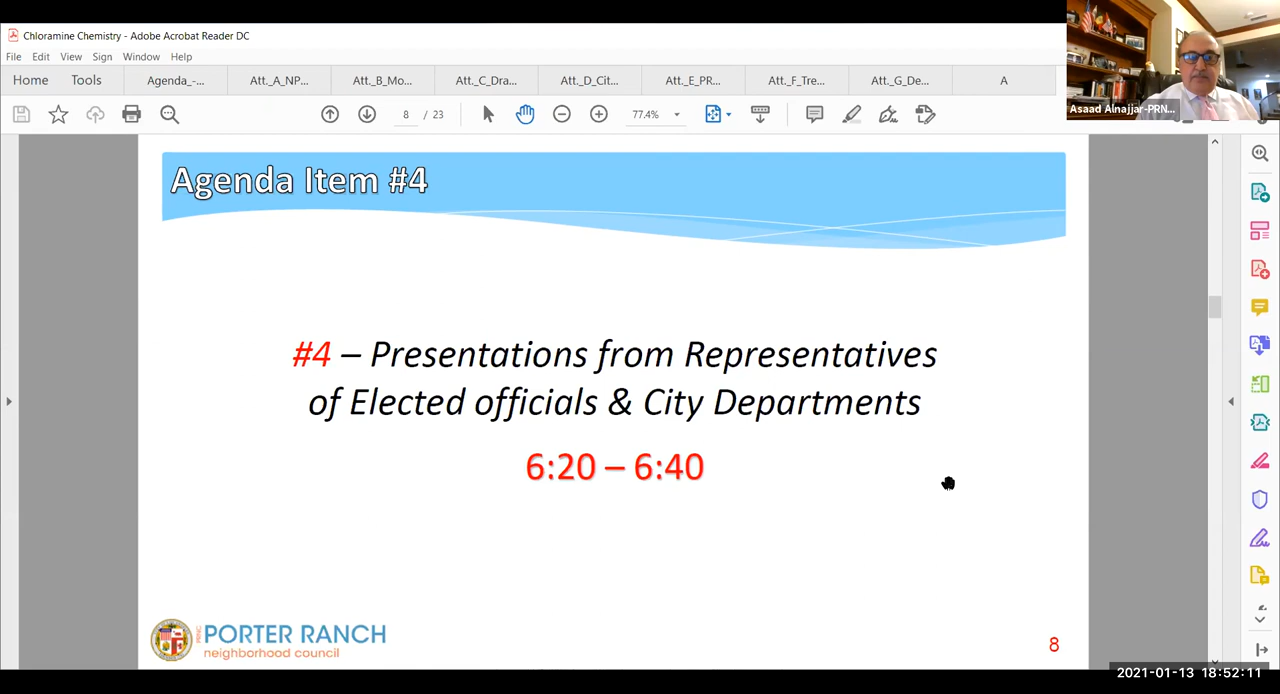 Chloramine Chemistry - Adobe Acrobat Reader DC
File Edit View Sign Window Help
Home Tools Agenda_-... Att._A_NP... Att._B_Mo... Att._C_Dra... Att._D_Cit... Att._E_PR... Att._F_Tre... Att._G_De... A
8 / 23 77.4%
Asaad Alnajjar-PRN...
Agenda Item #4
#4 – Presentations from Representatives
of Elected officials & City Departments
6:20 – 6:40
PRNC PORTER RANCH
neighborhood council
8
2021-01-13 18:52:11